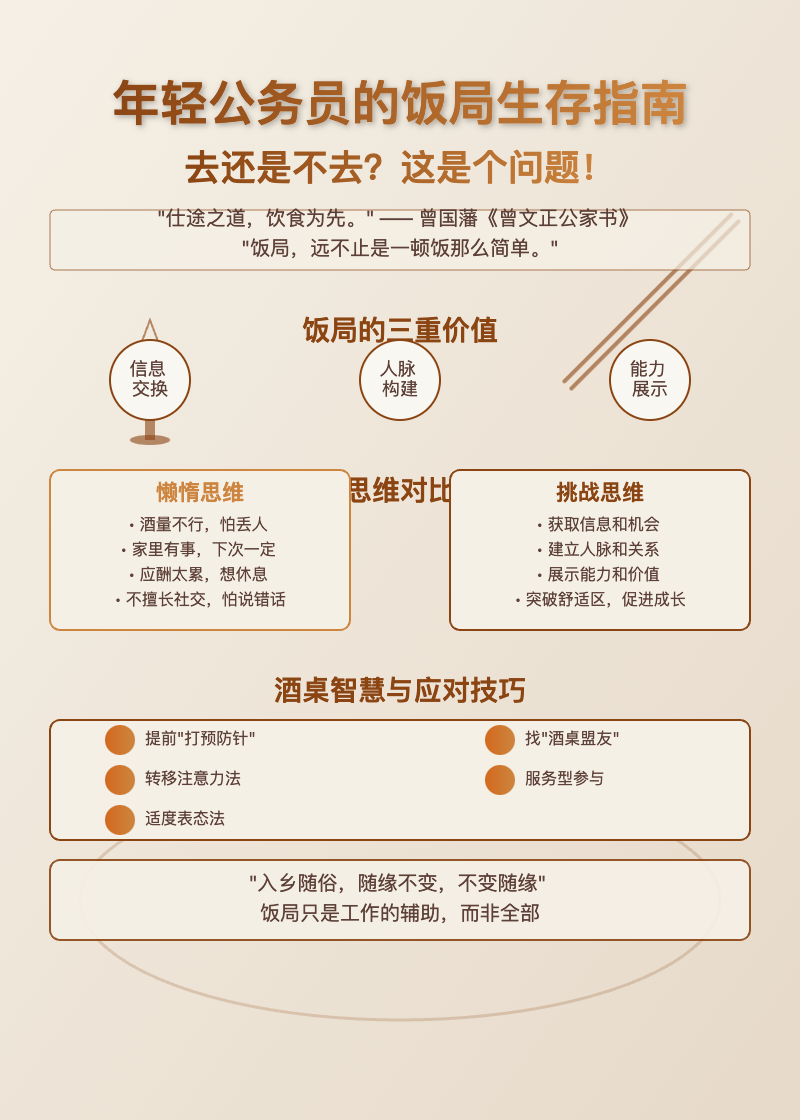 年轻公务员的饭局生存指南
去还是不去？这是个问题！
"仕途之道，饮食为先。" —— 曾国藩《曾文正公家书》
"饭局，远不止是一顿饭那么简单。"
饭局的三重价值
信息
交换
人脉
构建
能力
展示
思维对比
懒惰思维
• 酒量不行，怕丢人
• 家里有事，下次一定
• 应酬太累，想休息
• 不擅长社交，怕说错话
挑战思维
• 获取信息和机会
• 建立人脉和关系
• 展示能力和价值
• 突破舒适区，促进成长
酒桌智慧与应对技巧
提前"打预防针"
找"酒桌盟友"
转移注意力法
服务型参与
适度表态法
"入乡随俗，随缘不变，不变随缘"
饭局只是工作的辅助，而非全部